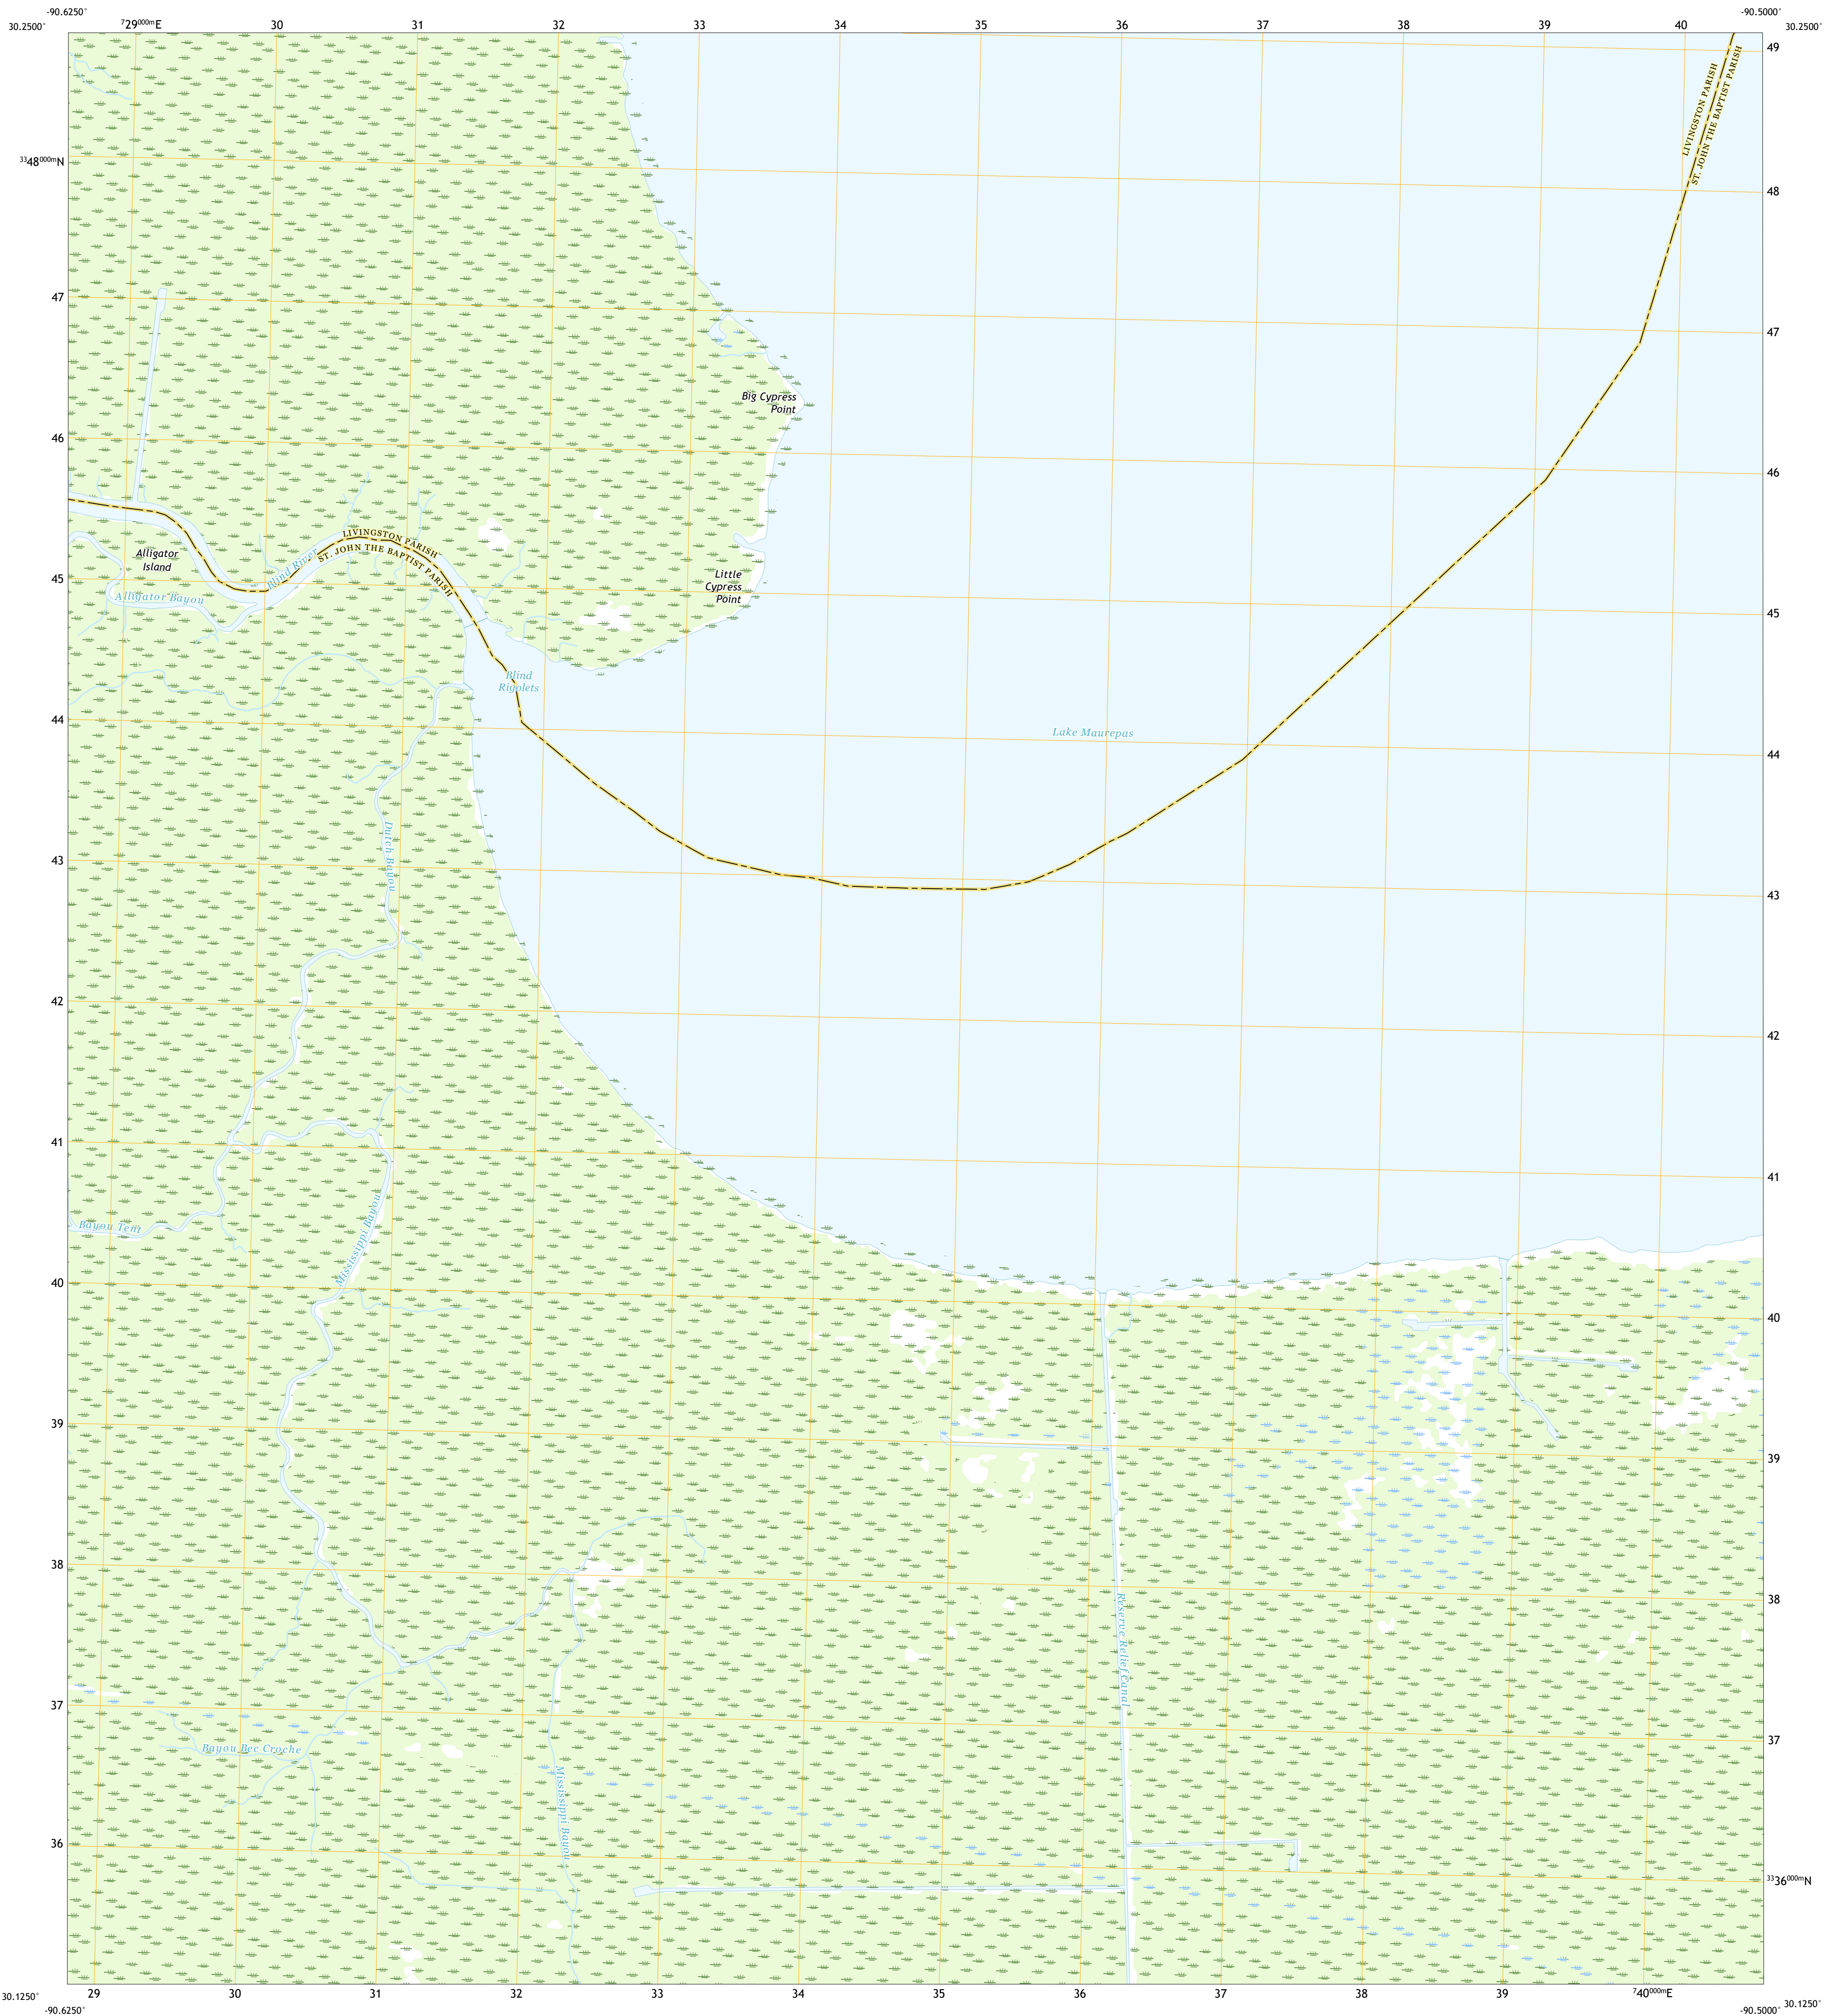 -90.6250°
-90.5000°
30.2500°
⁷29⁰⁰⁰ᵐE
30
31
32
33
34
35
36
37
38
39
40
30.2500°
49
LIVINGSTON PARISH
ST. JOHN THE BAPTIST PARISH
³³48⁰⁰⁰ᵐN
48
47
47
Big Cypress
Point
46
46
LIVINGSTON PARISH
ST. JOHN THE BAPTIST PARISH
Alligator
Island
Blind River
Little
Cypress
Point
45
Alligator Bayou
45
Blind
Rigolets
44
Lake Maurepas
44
Dutch Bayou
43
43
42
42
41
41
Bayou Tent
Mississippi Bayou
40
40
39
39
38
38
Reserve Relief Canal
37
37
Bayou Bec Croche
Mississippi Bayou
36
³³36⁰⁰⁰ᵐN
30.1250°
29
30
31
32
33
34
35
36
37
38
39
⁷40⁰⁰⁰ᵐE
30.1250°
-90.6250°
-90.5000°